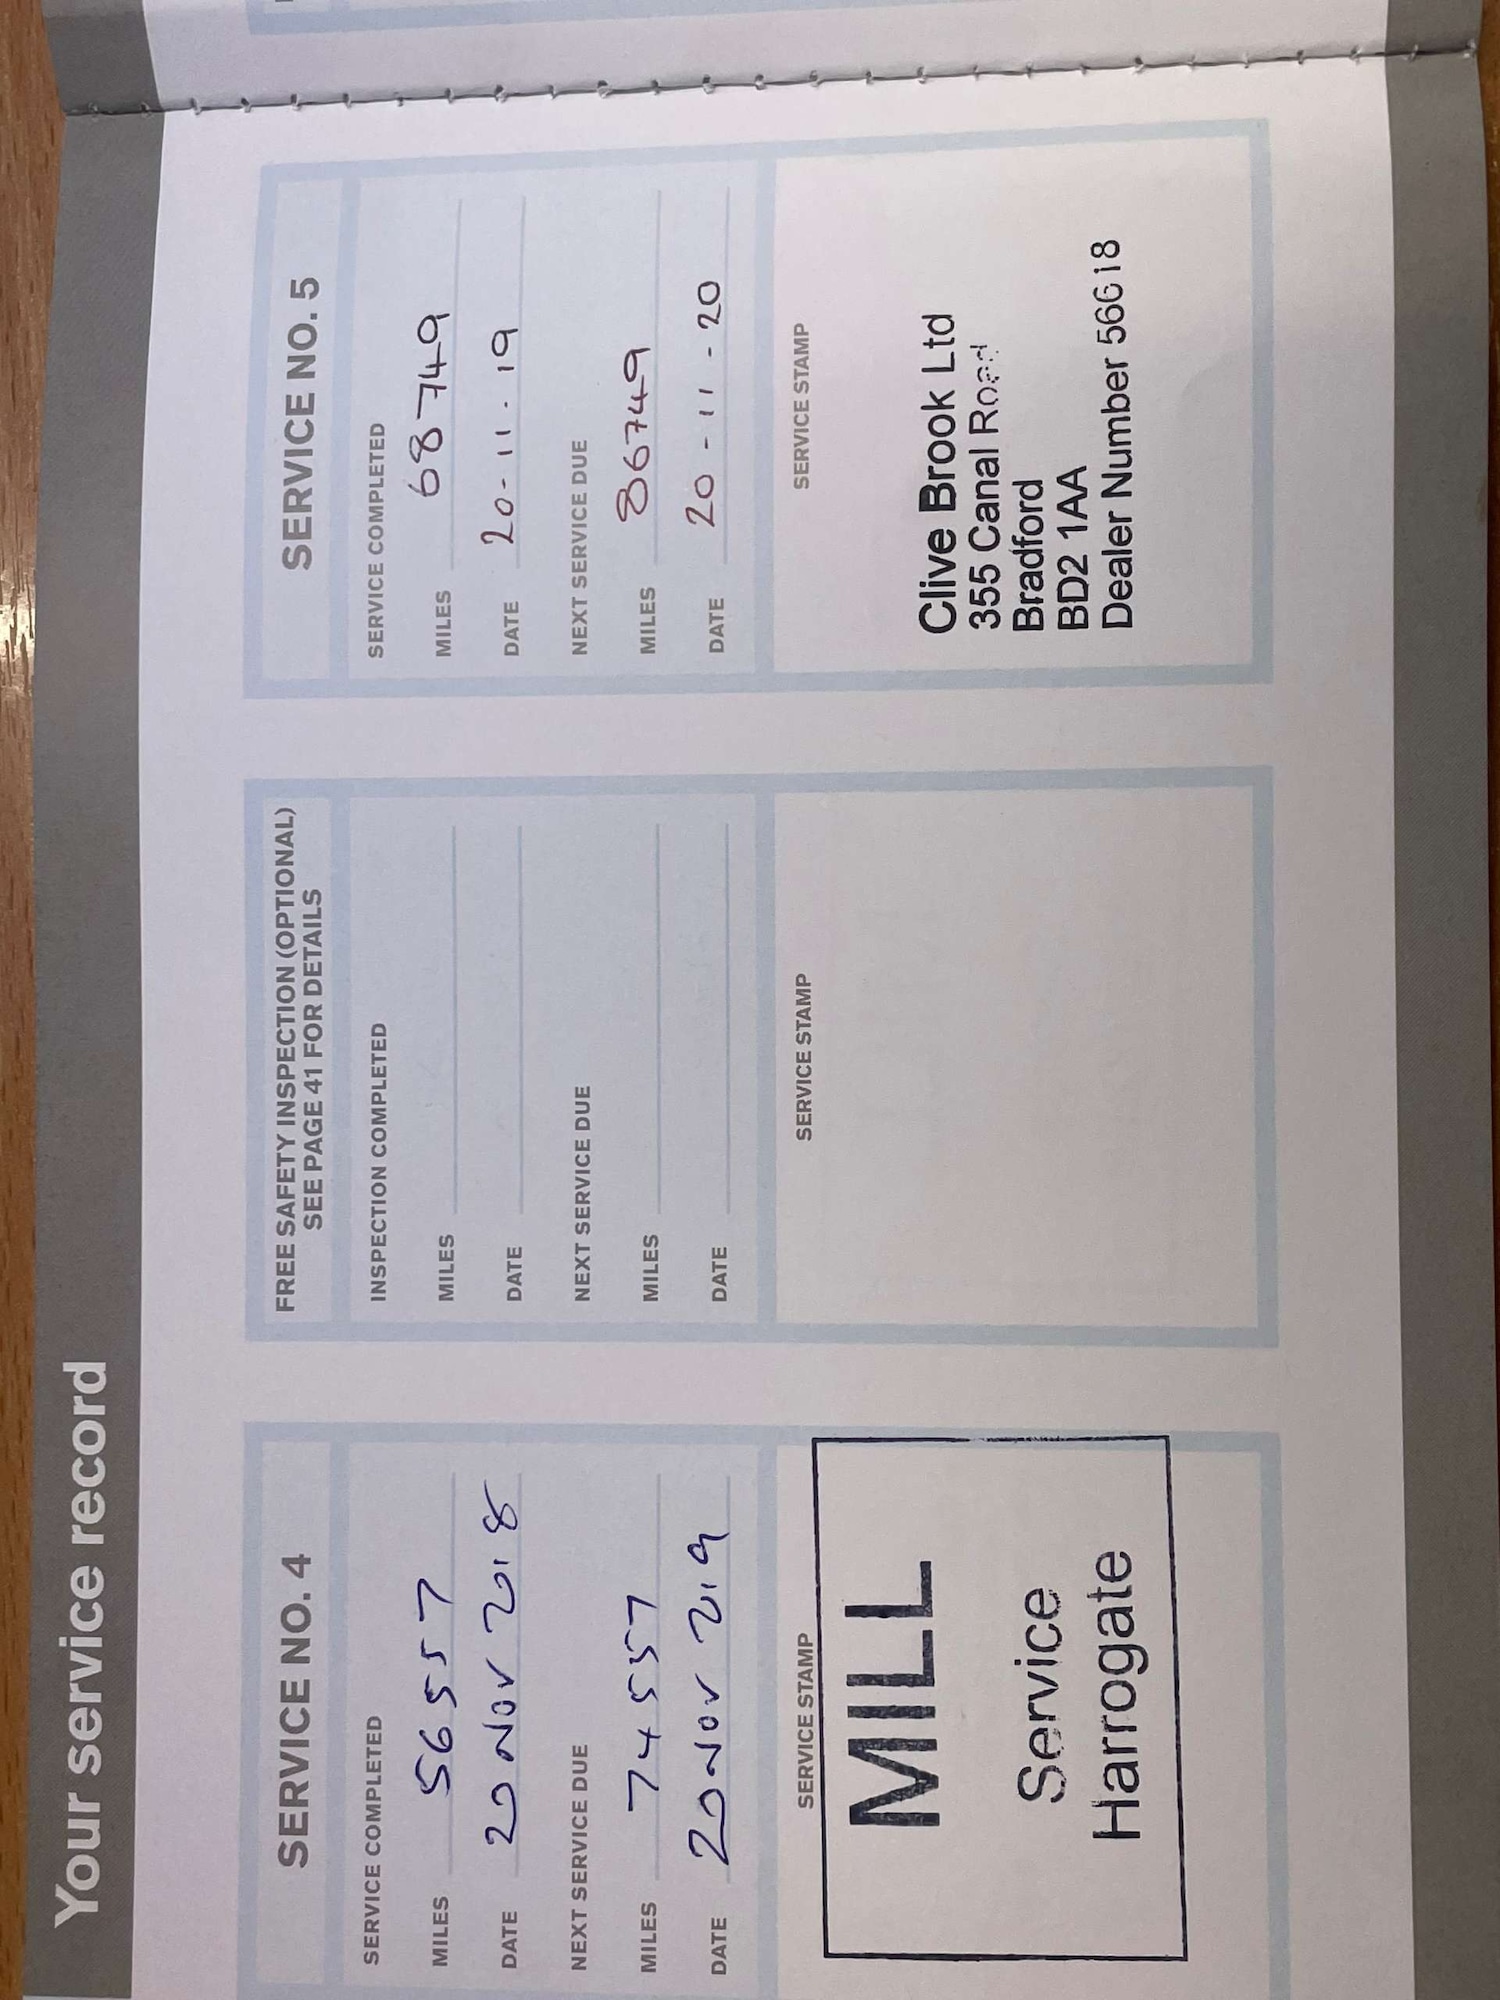 Your service record
SERVICE NO. 4
SERVICE COMPLETED
MILES 56557
DATE 20 Nov 2018
NEXT SERVICE DUE
MILES 74557
DATE 20 Nov 2019
SERVICE STAMP
MILL
Service
Harrogate
FREE SAFETY INSPECTION (OPTIONAL)
SEE PAGE 41 FOR DETAILS
INSPECTION COMPLETED
MILES
DATE
NEXT SERVICE DUE
MILES
DATE
SERVICE STAMP
SERVICE NO. 5
SERVICE COMPLETED
MILES 68749
DATE 20-11-19
NEXT SERVICE DUE
MILES 86749
DATE 20-11-20
SERVICE STAMP
Clive Brook Ltd
355 Canal Road
Bradford
BD2 1AA
Dealer Number 56618